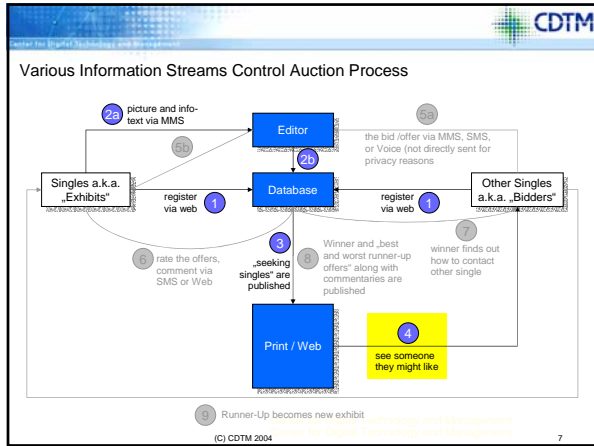 CDTM
Center for Digital Technology and Management
Various Information Streams Control Auction Process
2a
picture and info-
text via MMS
Editor
5a
the bid /offer via MMS, SMS,
or Voice (not directly sent for
privacy reasons
5b
2b
Singles a.k.a.
„Exhibits“
register
via web
1
Database
register
via web
1
Other Singles
a.k.a. „Bidders“
6
rate the offers,
comment via
SMS or Web
3
„seeking
singles“ are
published
8
Winner and „best
and worst runner-up
offers“ along with
commentaries are
published
7
winner finds out
how to contact
other single
Print / Web
4
see someone
they might like
9
Runner-Up becomes new exhibit
(C) CDTM 2004
7